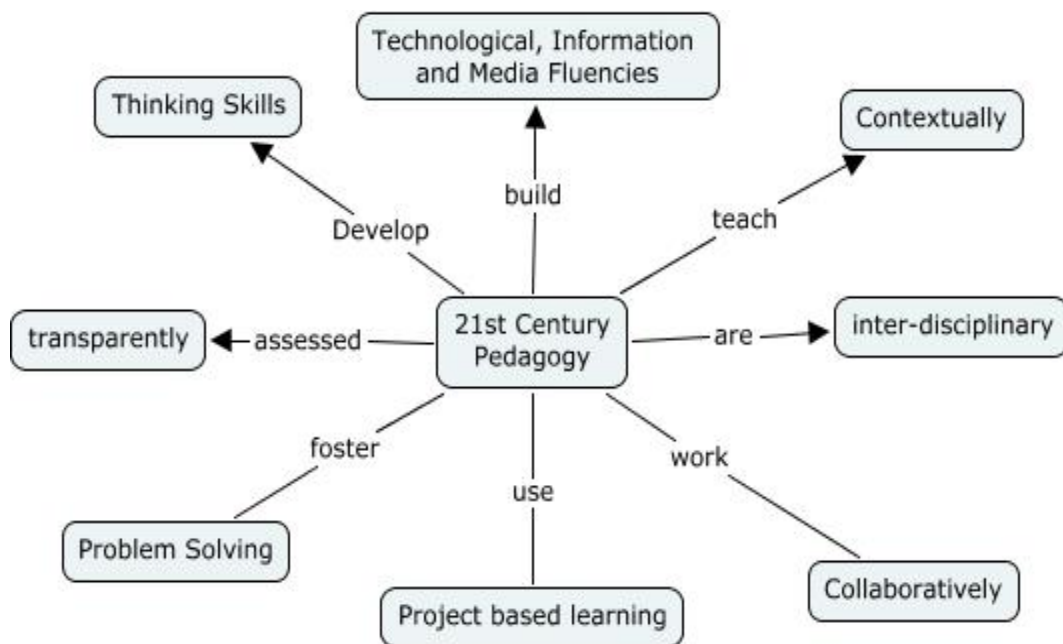 Technological, Information
and Media Fluencies
Thinking Skills
Contextually
build
teach
Develop
21st Century
Pedagogy
transparently
assessed
are
inter-disciplinary
foster
work
use
Problem Solving
Project based learning
Collaboratively